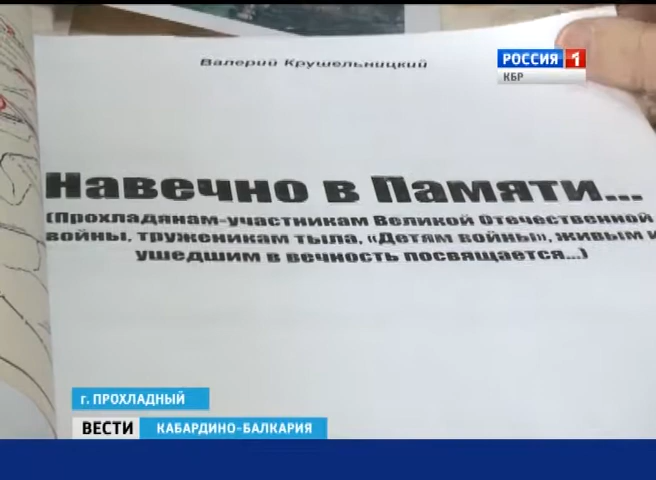 Валерий Крушельницкий
РОССИЯ 1
КБР
Навечно в Памяти...
(Прохладянам-участникам Великой Отечественной
войны, труженикам тыла, «Детям войны», живым и
ушедшим в вечность посвящается...)
г. ПРОХЛАДНЫЙ
ВЕСТИ КАБАРДИНО-БАЛКАРИЯ